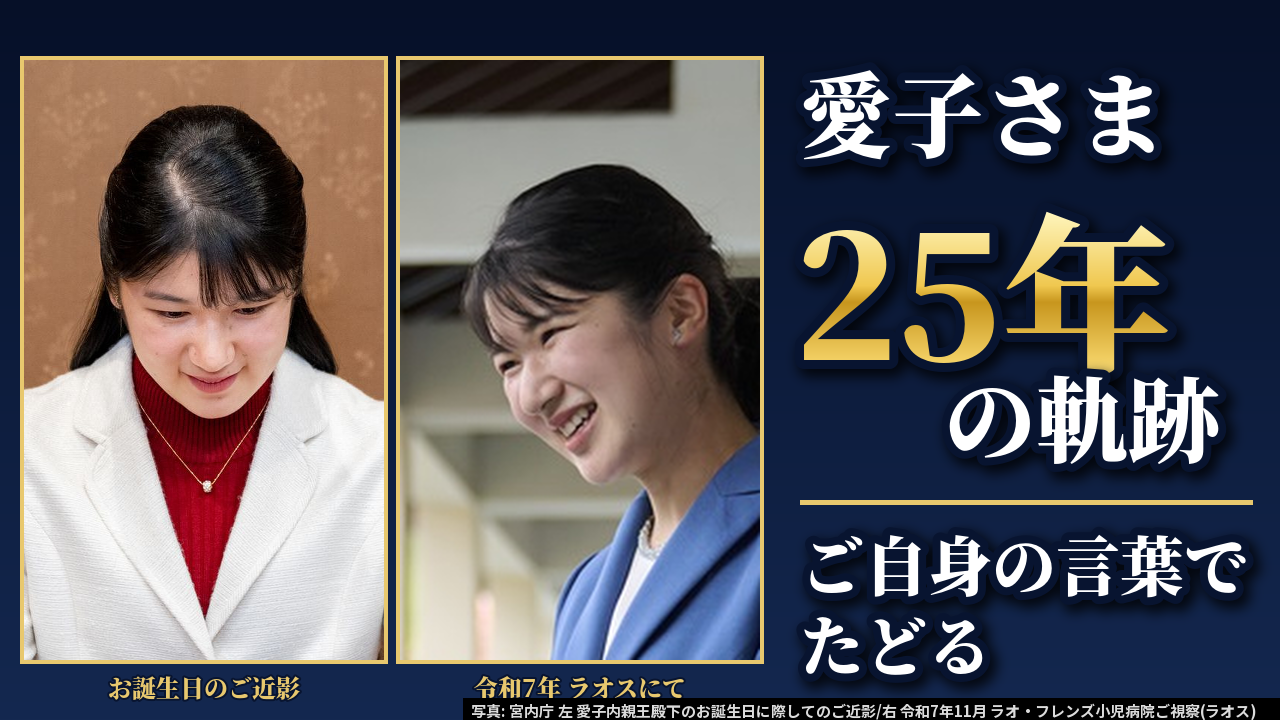 愛子さま
25年
の軌跡
ご自身の言葉で
たどる
お誕生日のご近影
令和7年 ラオスにて
写真: 宮内庁 左 愛子内親王殿下のお誕生日に際してのご近影/右 令和7年11月 ラオ・フレンズ小児病院ご視察(ラオス)